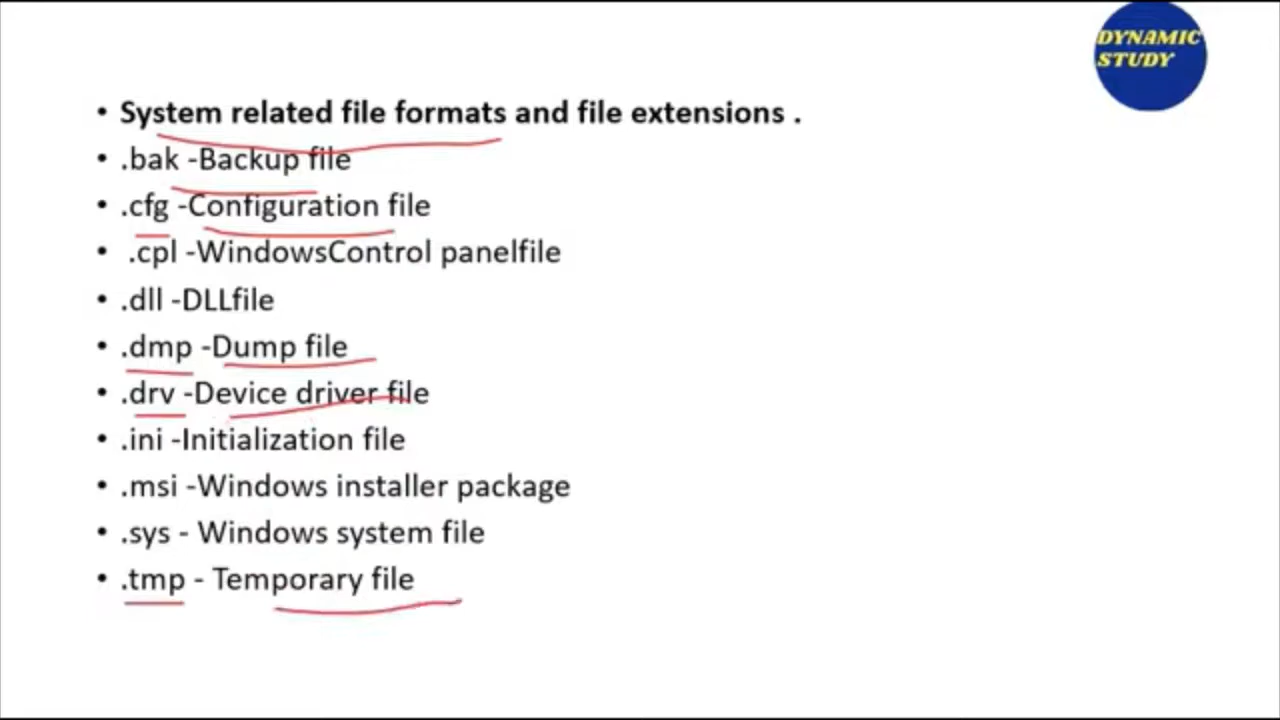 DYNAMIC
STUDY
• System related file formats and file extensions .
• .bak -Backup file
• .cfg -Configuration file
• .cpl -WindowsControl panelfile
• .dll -DLLfile
• .dmp -Dump file
• .drv -Device driver file
• .ini -Initialization file
• .msi -Windows installer package
• .sys - Windows system file
• .tmp - Temporary file